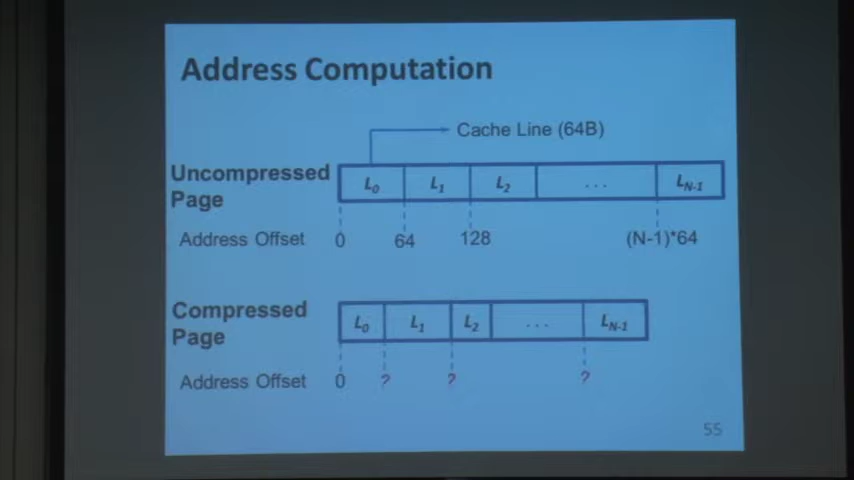 Address Computation
Cache Line (64B)
Uncompressed
Page
L0 L1 L2 ... LN-1
Address Offset 0 64 128 (N-1)*64
Compressed
Page
L0 L1 L2 ... LN-1
Address Offset 0 ? ? ?
55